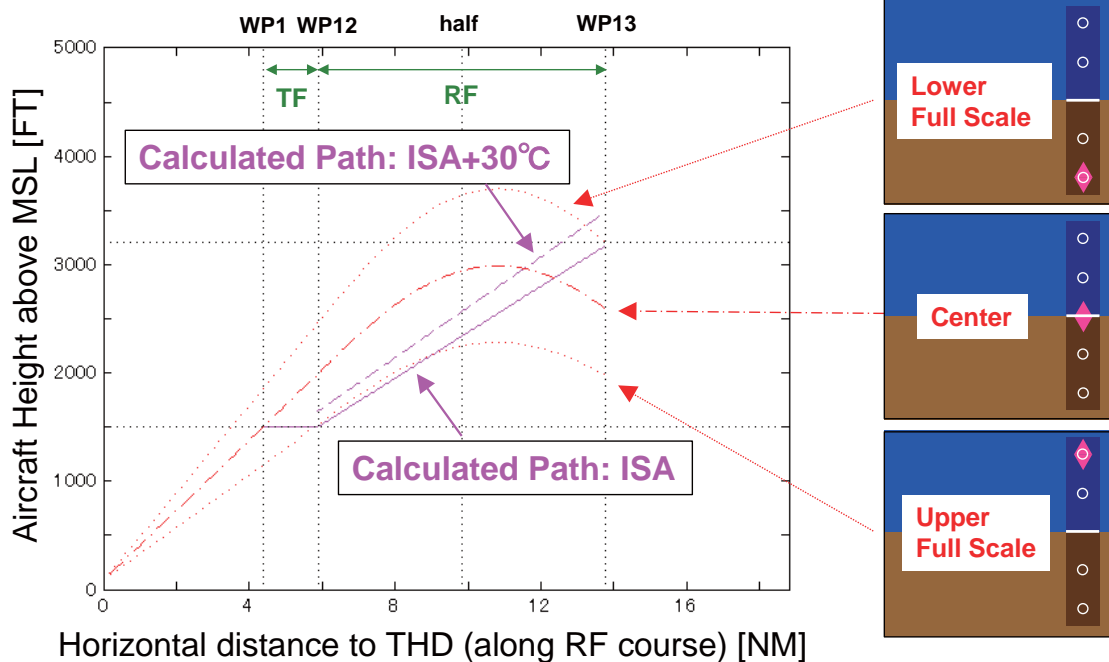 WP1 WP12 half WP13
5000
TF RF
4000
Calculated Path: ISA+30℃
3000
2000
Calculated Path: ISA
1000
0
0 4 8 12 16
Aircraft Height above MSL [FT]
Horizontal distance to THD (along RF course) [NM]
Lower
Full Scale
Center
Upper
Full Scale